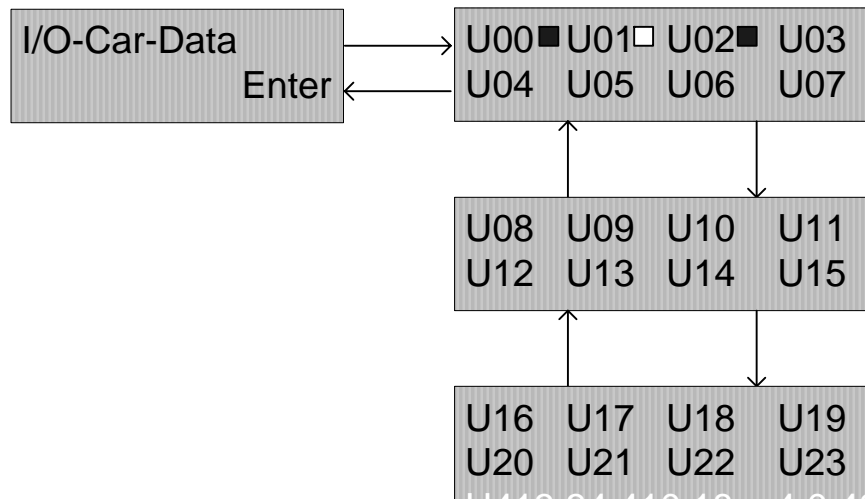 I/O-Car-Data
Enter
U00 U01 U02 U03
U04 U05 U06 U07
U08 U09 U10 U11
U12 U13 U14 U15
U16 U17 U18 U19
U20 U21 U22 U23